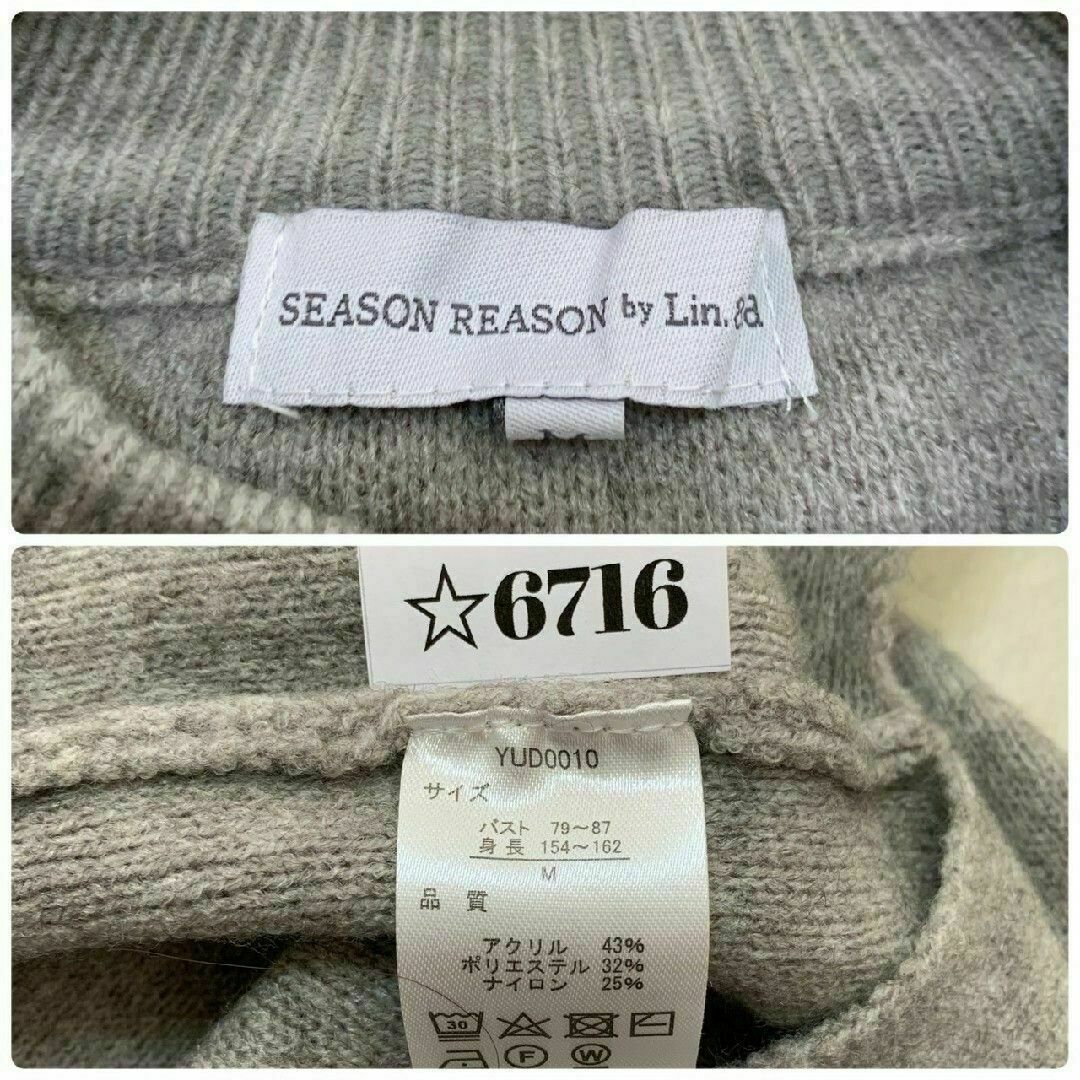 SEASON REASON by Lin.&d
☆6716
YUD0010
サイズ
バスト 79～87
身長 154～162
M
品質
アクリル 43%
ポリエステル 32%
ナイロン 25%
30
F W